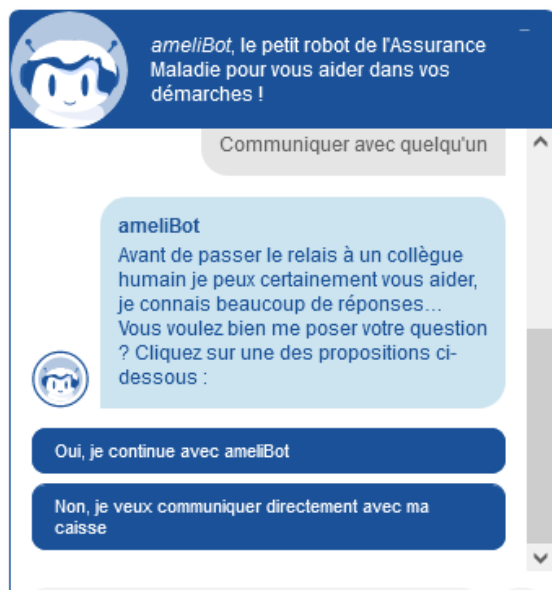 ameliBot, le petit robot de l'Assurance
Maladie pour vous aider dans vos
démarches !
Communiquer avec quelqu'un
ameliBot
Avant de passer le relais à un collègue
humain je peux certainement vous aider,
je connais beaucoup de réponses...
Vous voulez bien me poser votre question
? Cliquez sur une des propositions ci-
dessous :
Oui, je continue avec ameliBot
Non, je veux communiquer directement avec ma
caisse